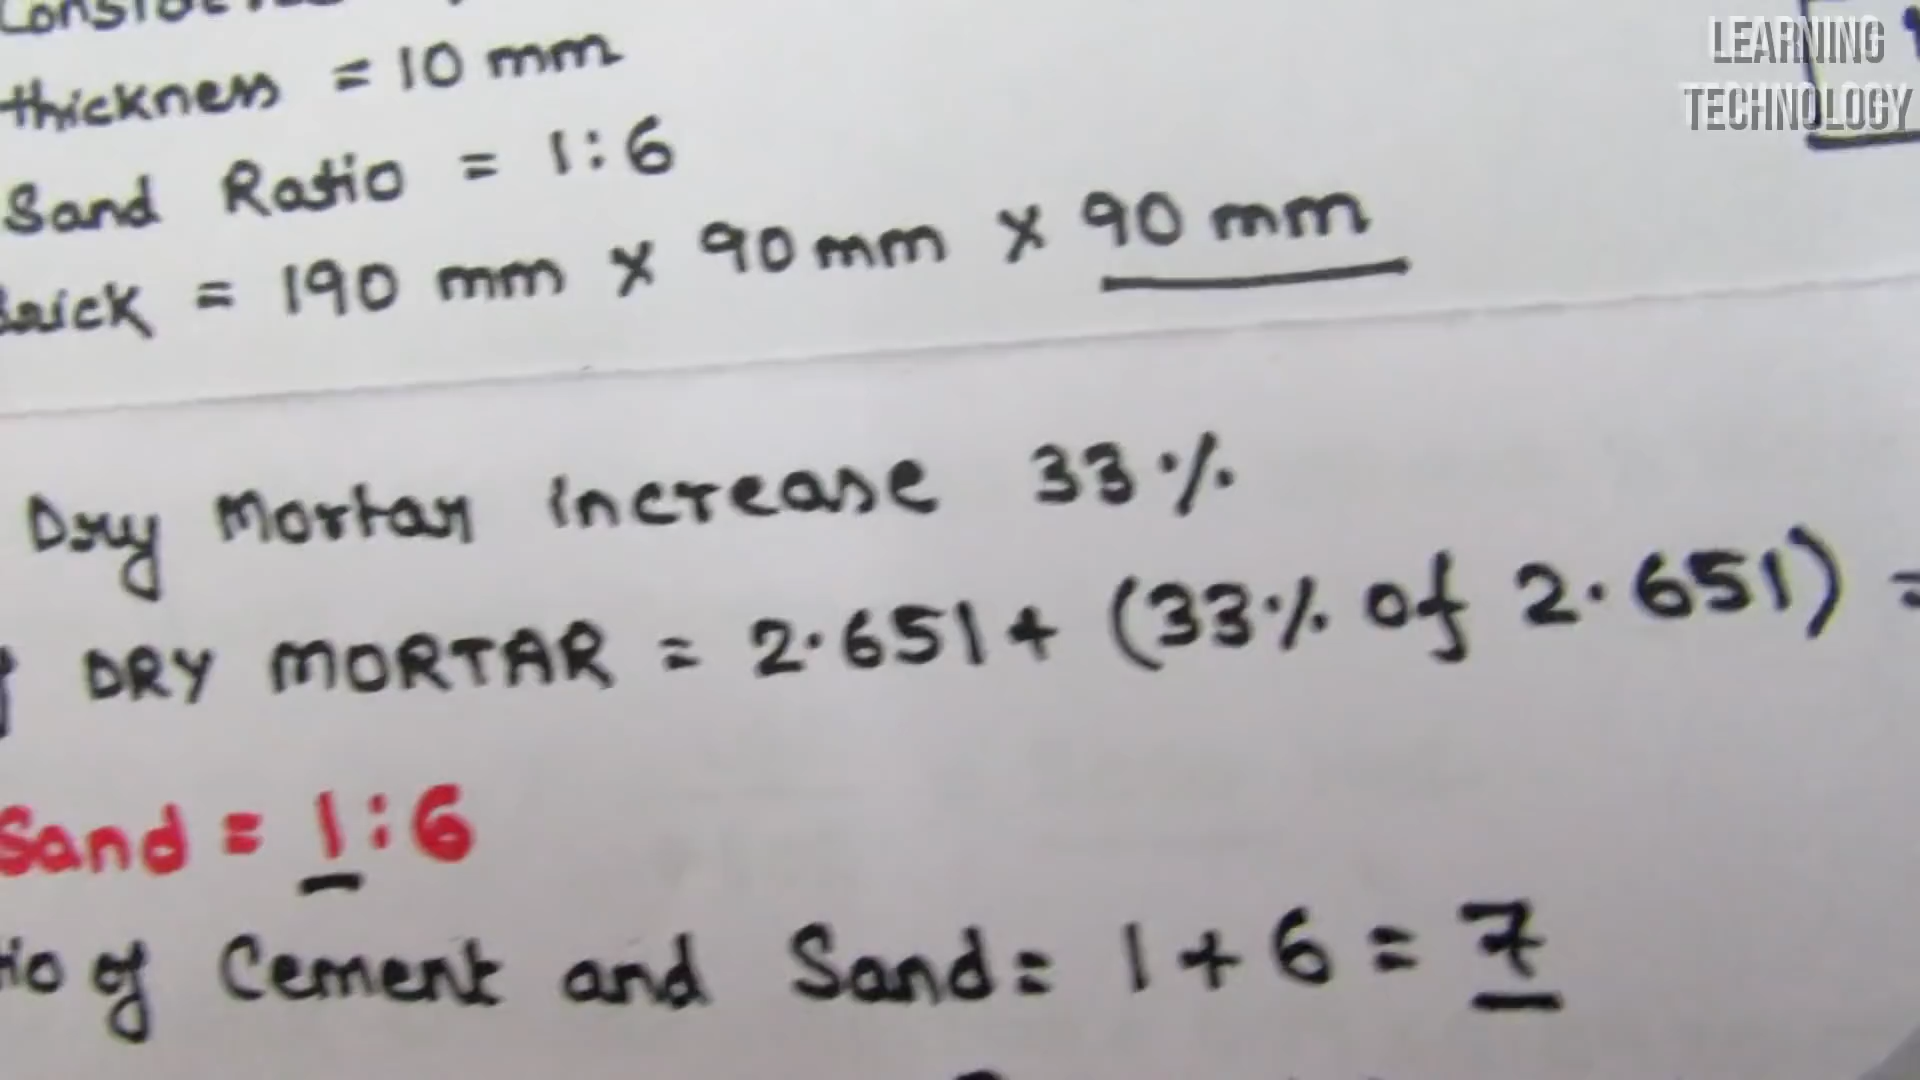 thickness = 10 mm
Sand Ratio = 1:6
Brick = 190 mm x 90 mm x 90 mm
Dry Mortar increase 33%
DRY MORTAR = 2.651 + (33% of 2.651) =
Sand = 1:6
of Cement and Sand = 1 + 6 = 7
LEARNING
TECHNOLOGY